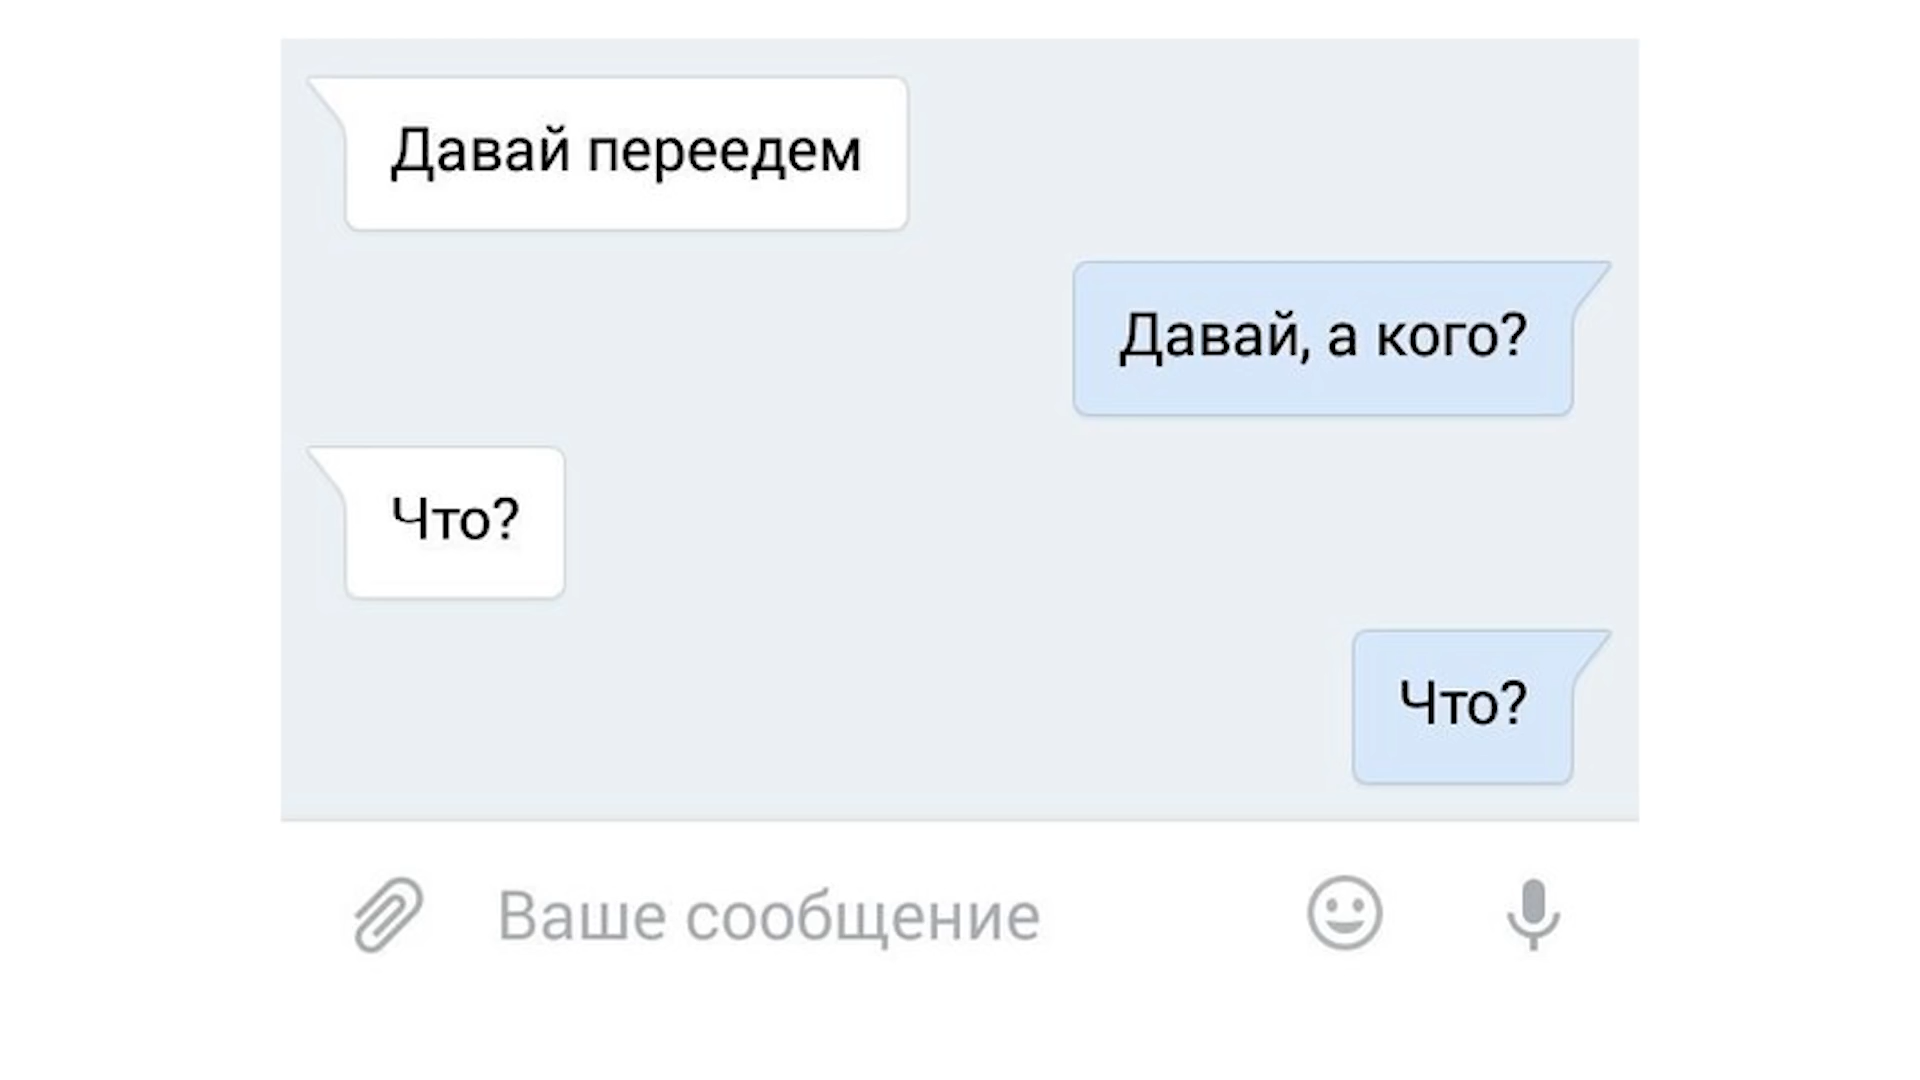 Давай переедем
Давай, а кого?
Что?
Что?
Ваше сообщение